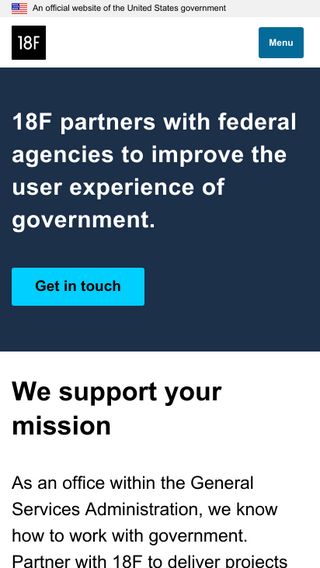 An official website of the United States government
18F
Menu
18F partners with federal
agencies to improve the
user experience of
government.
Get in touch
We support your
mission
As an office within the General
Services Administration, we know
how to work with government.
Partner with 18F to deliver projects